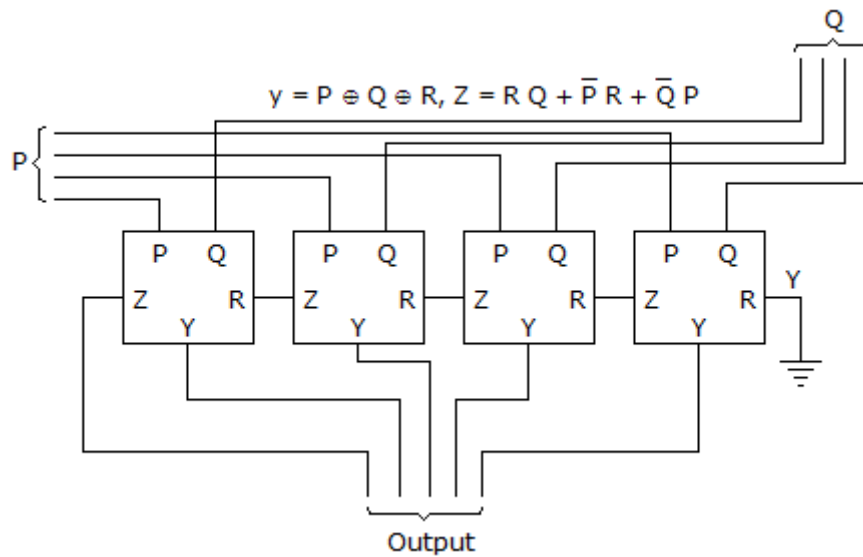 Q
y = P ⊕ Q ⊕ R, Z = R Q + P̅ R + Q̅ P
P
P Q P Q P Q P Q
Y
Z R Z R Z R Z R
Y Y Y Y
Output